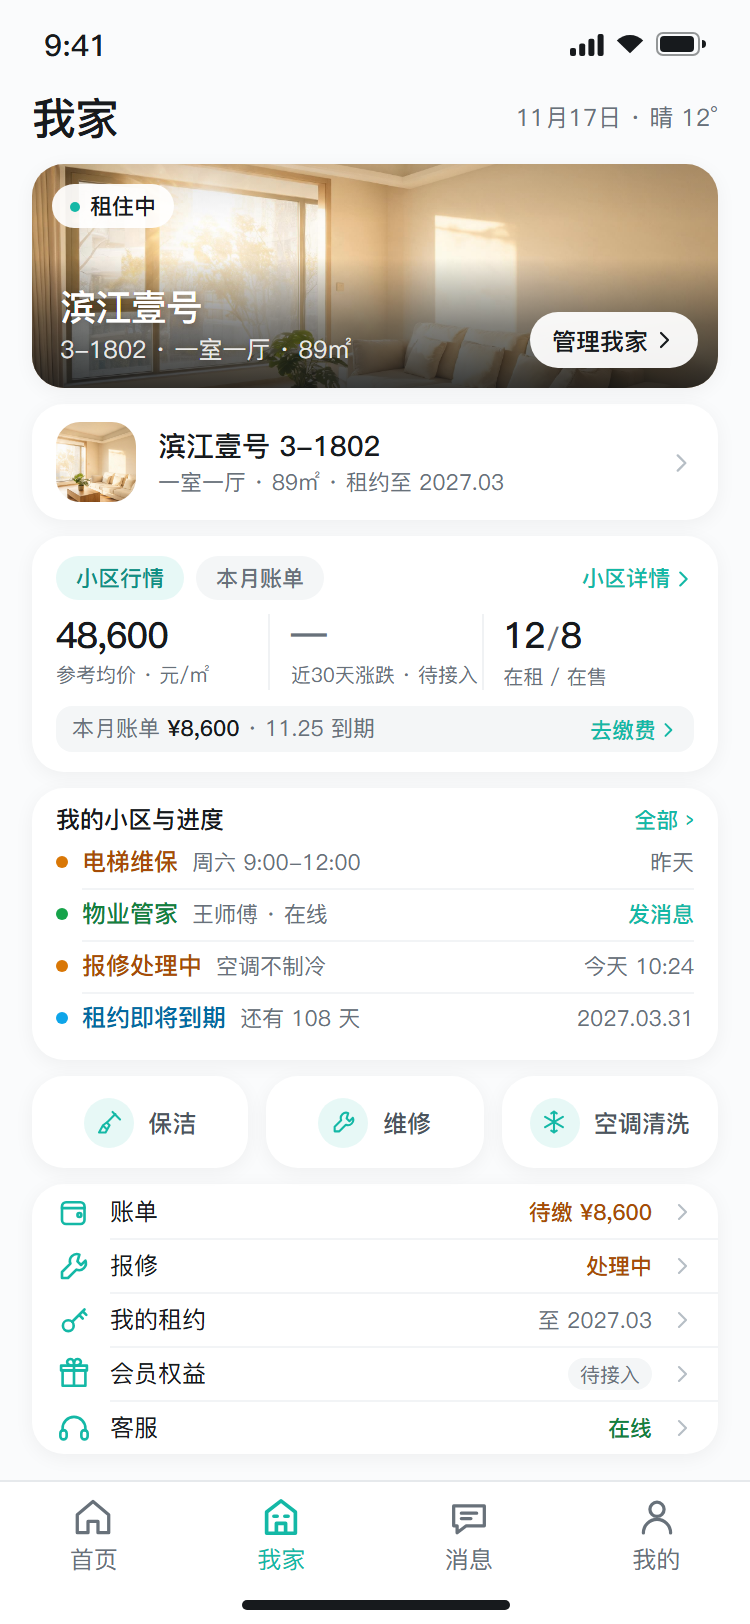 9:41
我家
11月17日 · 晴 12°
租住中
滨江壹号
3-1802 · 一室一厅 · 89㎡
管理我家
滨江壹号 3-1802
一室一厅 · 89㎡ · 租约至 2027.03
小区行情 本月账单 小区详情
48,600 — 12/8
参考均价 · 元/㎡ 近30天涨跌 · 待接入 在租 / 在售
本月账单 ¥8,600 · 11.25 到期 去缴费
我的小区与进度 全部
电梯维保 周六 9:00-12:00 昨天
物业管家 王师傅 · 在线 发消息
报修处理中 空调不制冷 今天 10:24
租约即将到期 还有 108 天 2027.03.31
保洁 维修 空调清洗
账单 待缴 ¥8,600
报修 处理中
我的租约 至 2027.03
会员权益 待接入
客服 在线
首页 我家 消息 我的